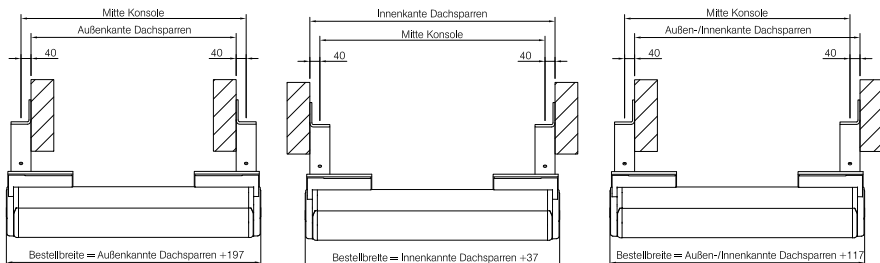 Mitte Konsole
Außenkante Dachsparren
40
40
Bestellbreite = Außenkannte Dachsparren +197
Innenkante Dachsparren
Mitte Konsole
40
40
Bestellbreite = Innenkannte Dachsparren +37
Mitte Konsole
Außen-/Innenkante Dachsparren
40
40
Bestellbreite = Außen-/Innenkannte Dachsparren +117